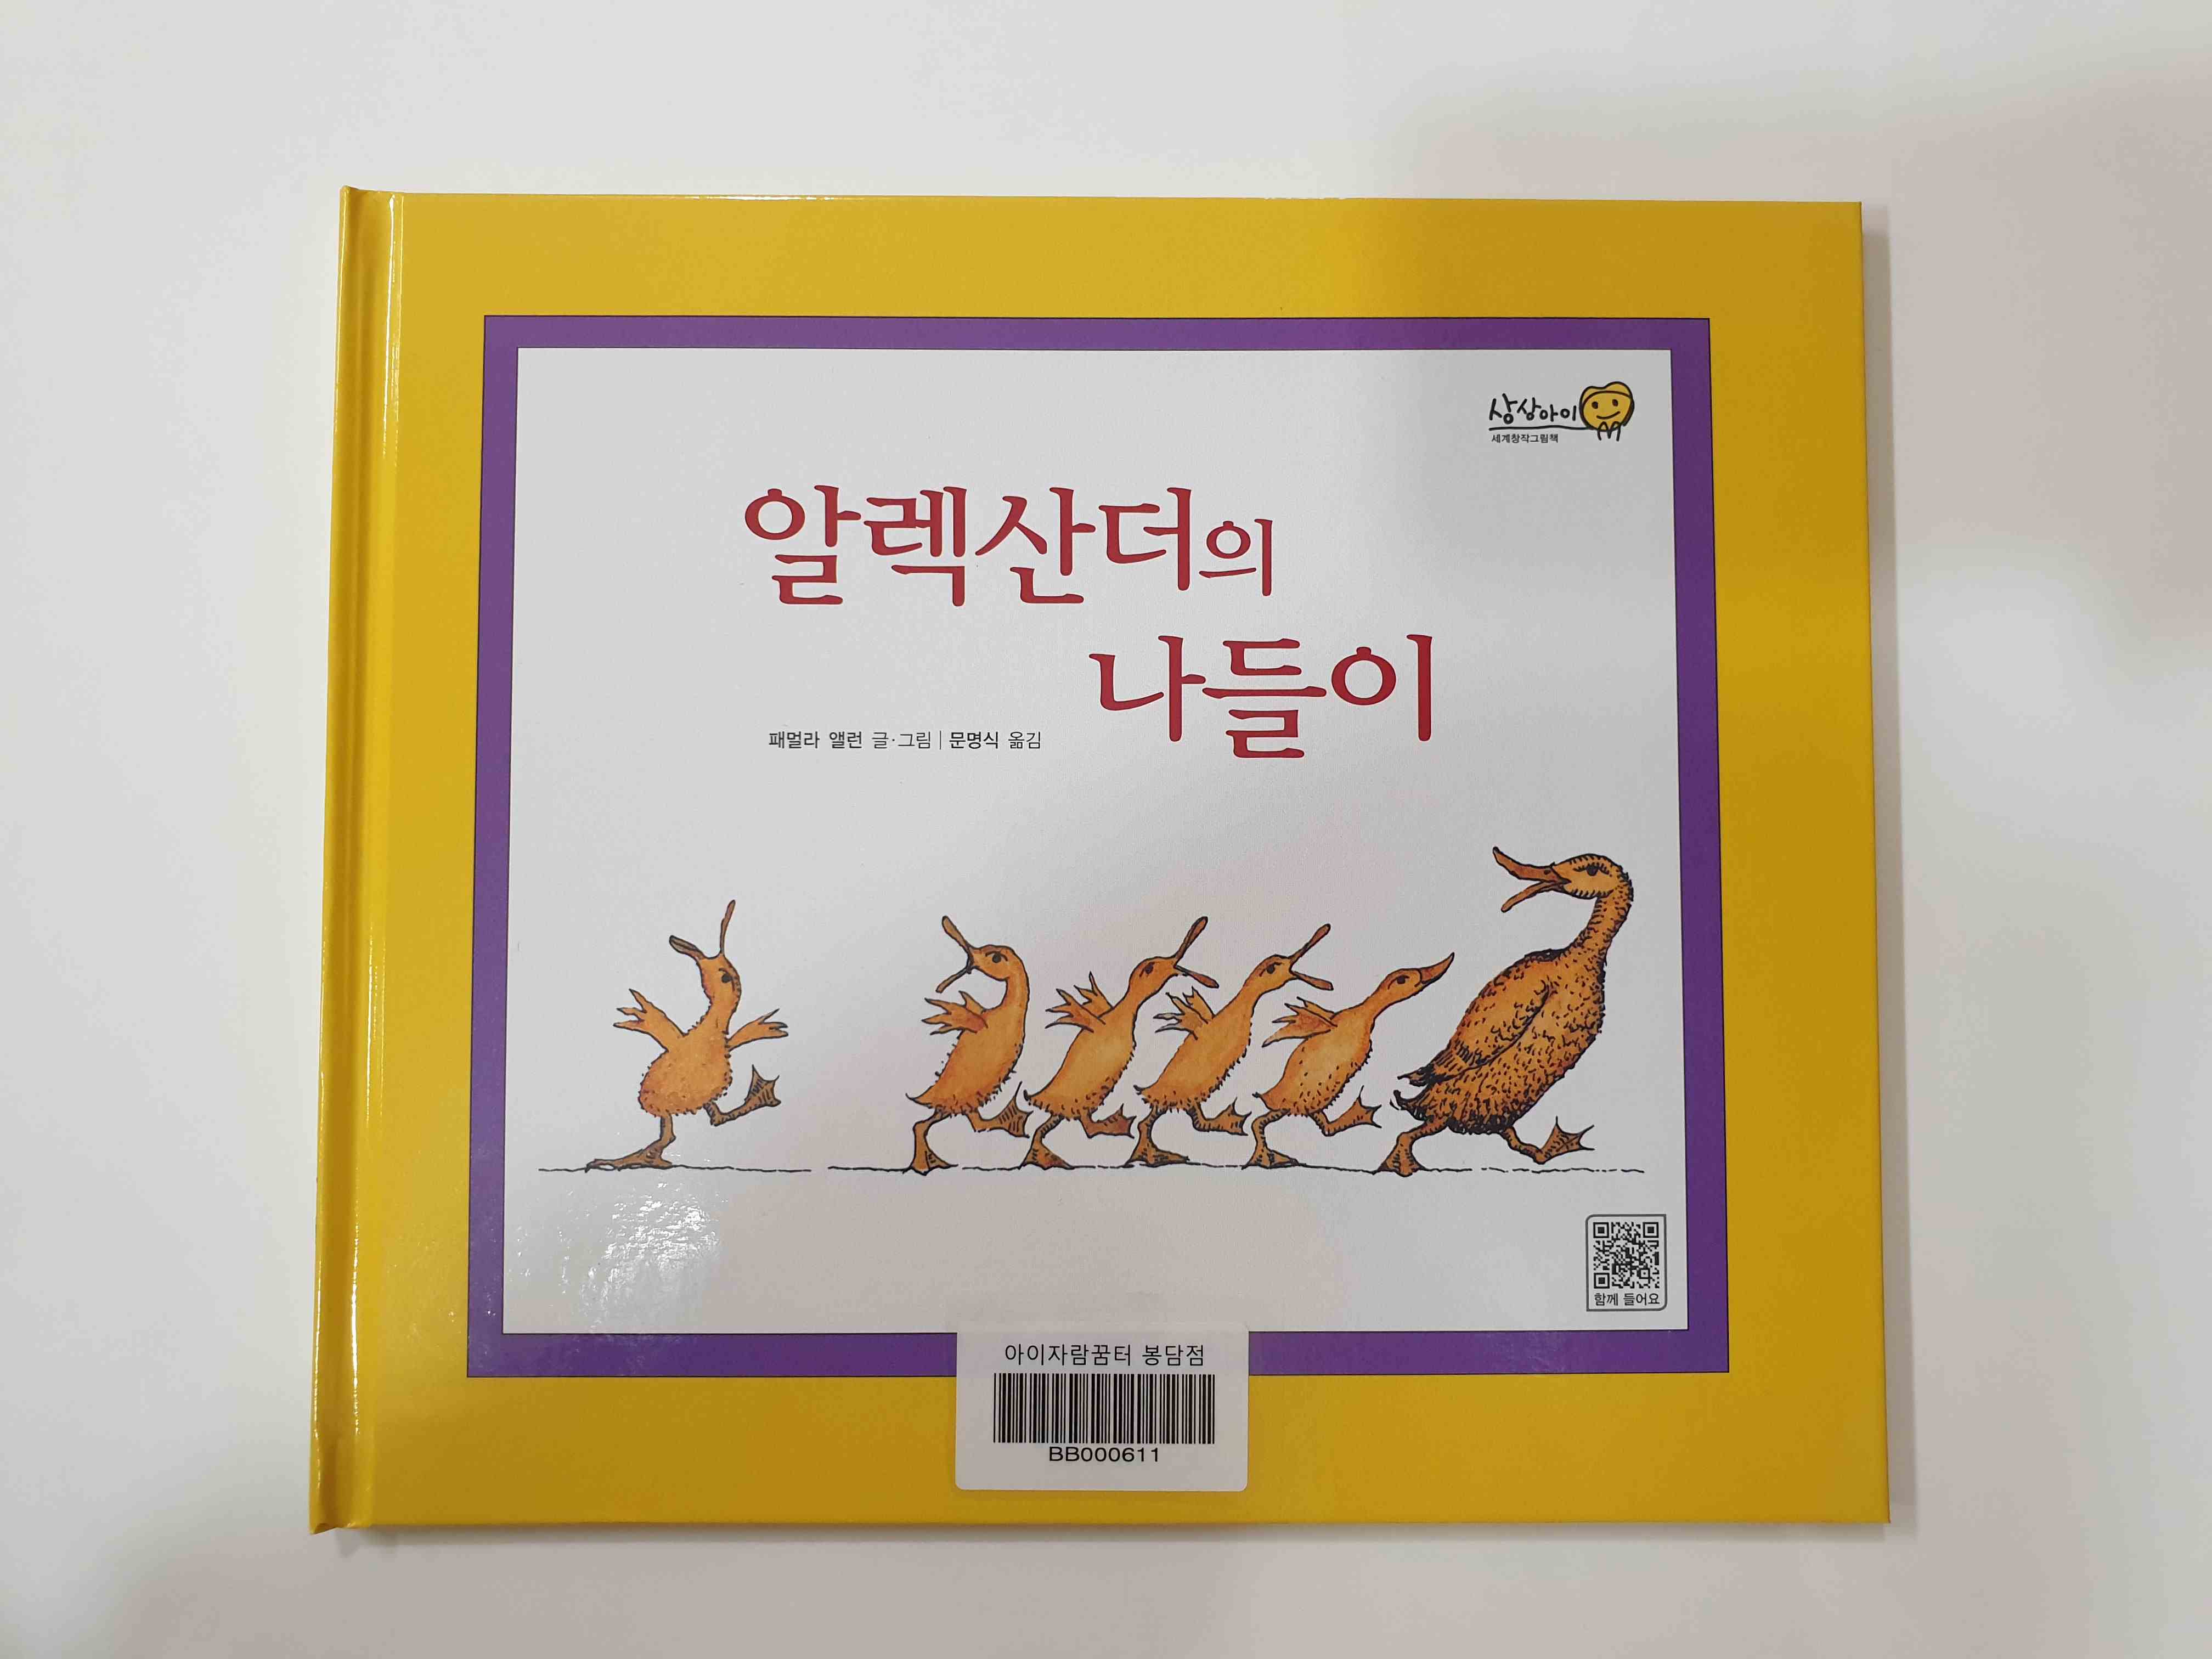 상상아이
세계창작그림책
알렉산더의
나들이
패멀라 앨런 글·그림 | 문명식 옮김
함께 들어요
아이자람꿈터 봉담점
BB000611